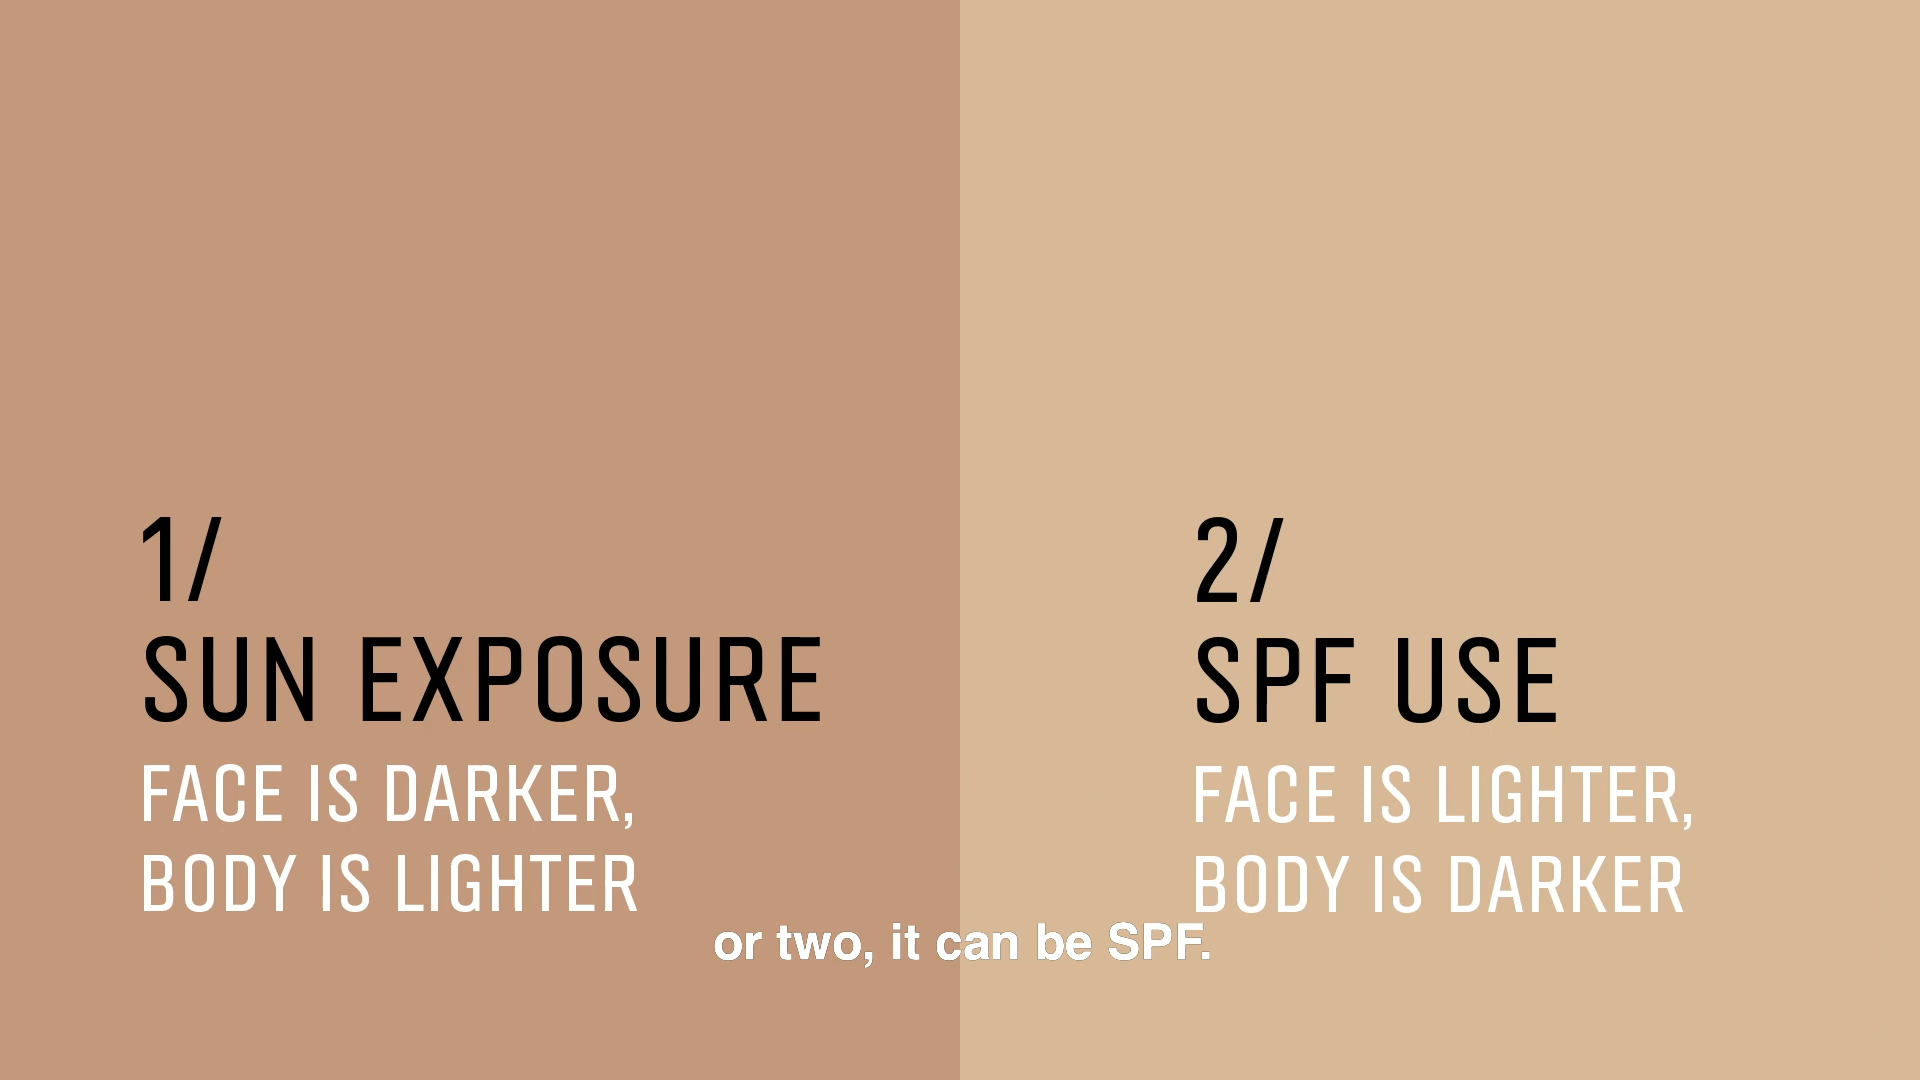 1/
SUN EXPOSURE
FACE IS DARKER,
BODY IS LIGHTER
2/
SPF USE
FACE IS LIGHTER,
BODY IS DARKER
or two, it can be SPF.